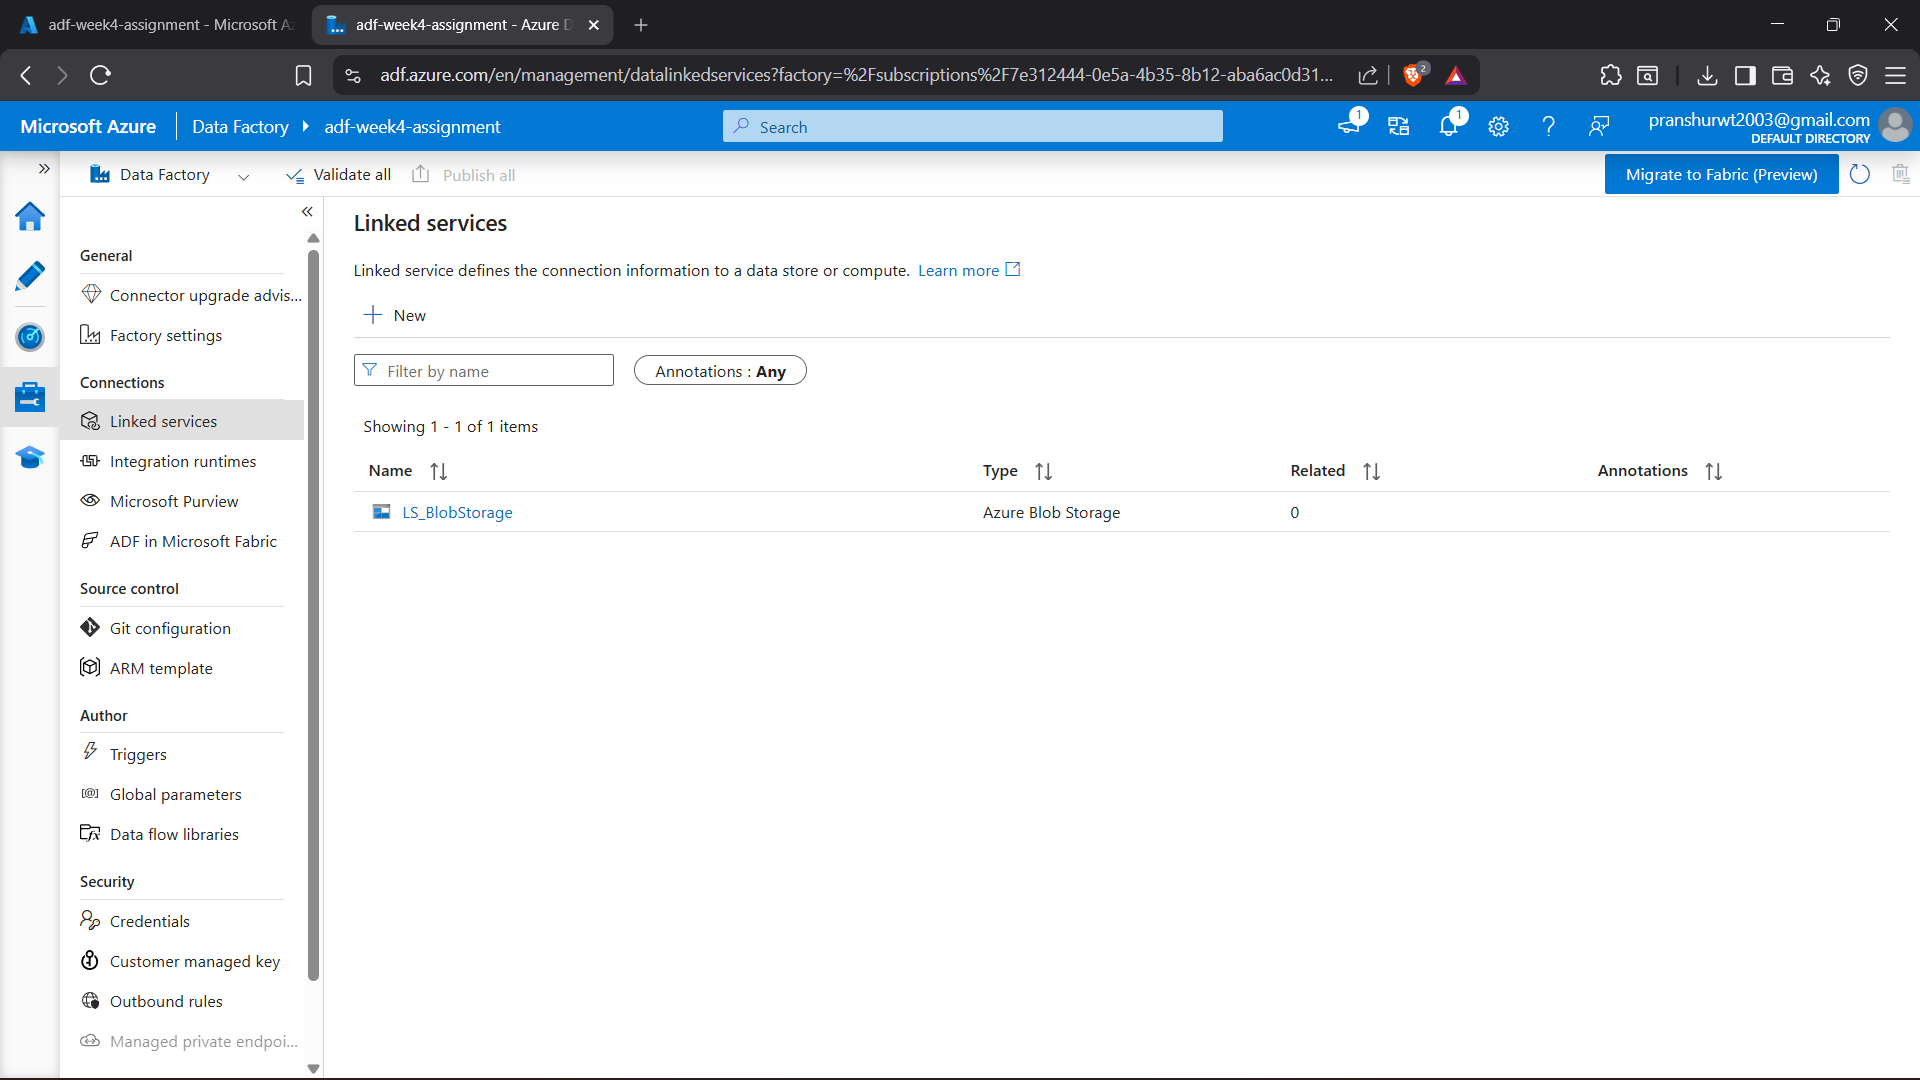 adf-week4-assignment - Microsoft Az
adf-week4-assignment - Azure D
adf.azure.com/en/management/datalinkedservices?factory=%2Fsubscriptions%2F7e312444-0e5a-4b35-8b12-aba6ac0d31...
2
Microsoft Azure
Data Factory
adf-week4-assignment
Search
1
1
pranshurwt2003@gmail.com
DEFAULT DIRECTORY
Data Factory
Validate all
Publish all
Migrate to Fabric (Preview)
General
Connector upgrade advis...
Factory settings
Connections
Linked services
Integration runtimes
Microsoft Purview
ADF in Microsoft Fabric
Source control
Git configuration
ARM template
Author
Triggers
Global parameters
Data flow libraries
Security
Credentials
Customer managed key
Outbound rules
Managed private endpoi...
Linked services
Linked service defines the connection information to a data store or compute. Learn more
New
Filter by name
Annotations : Any
Showing 1 - 1 of 1 items
Name Type Related Annotations
LS_BlobStorage Azure Blob Storage 0